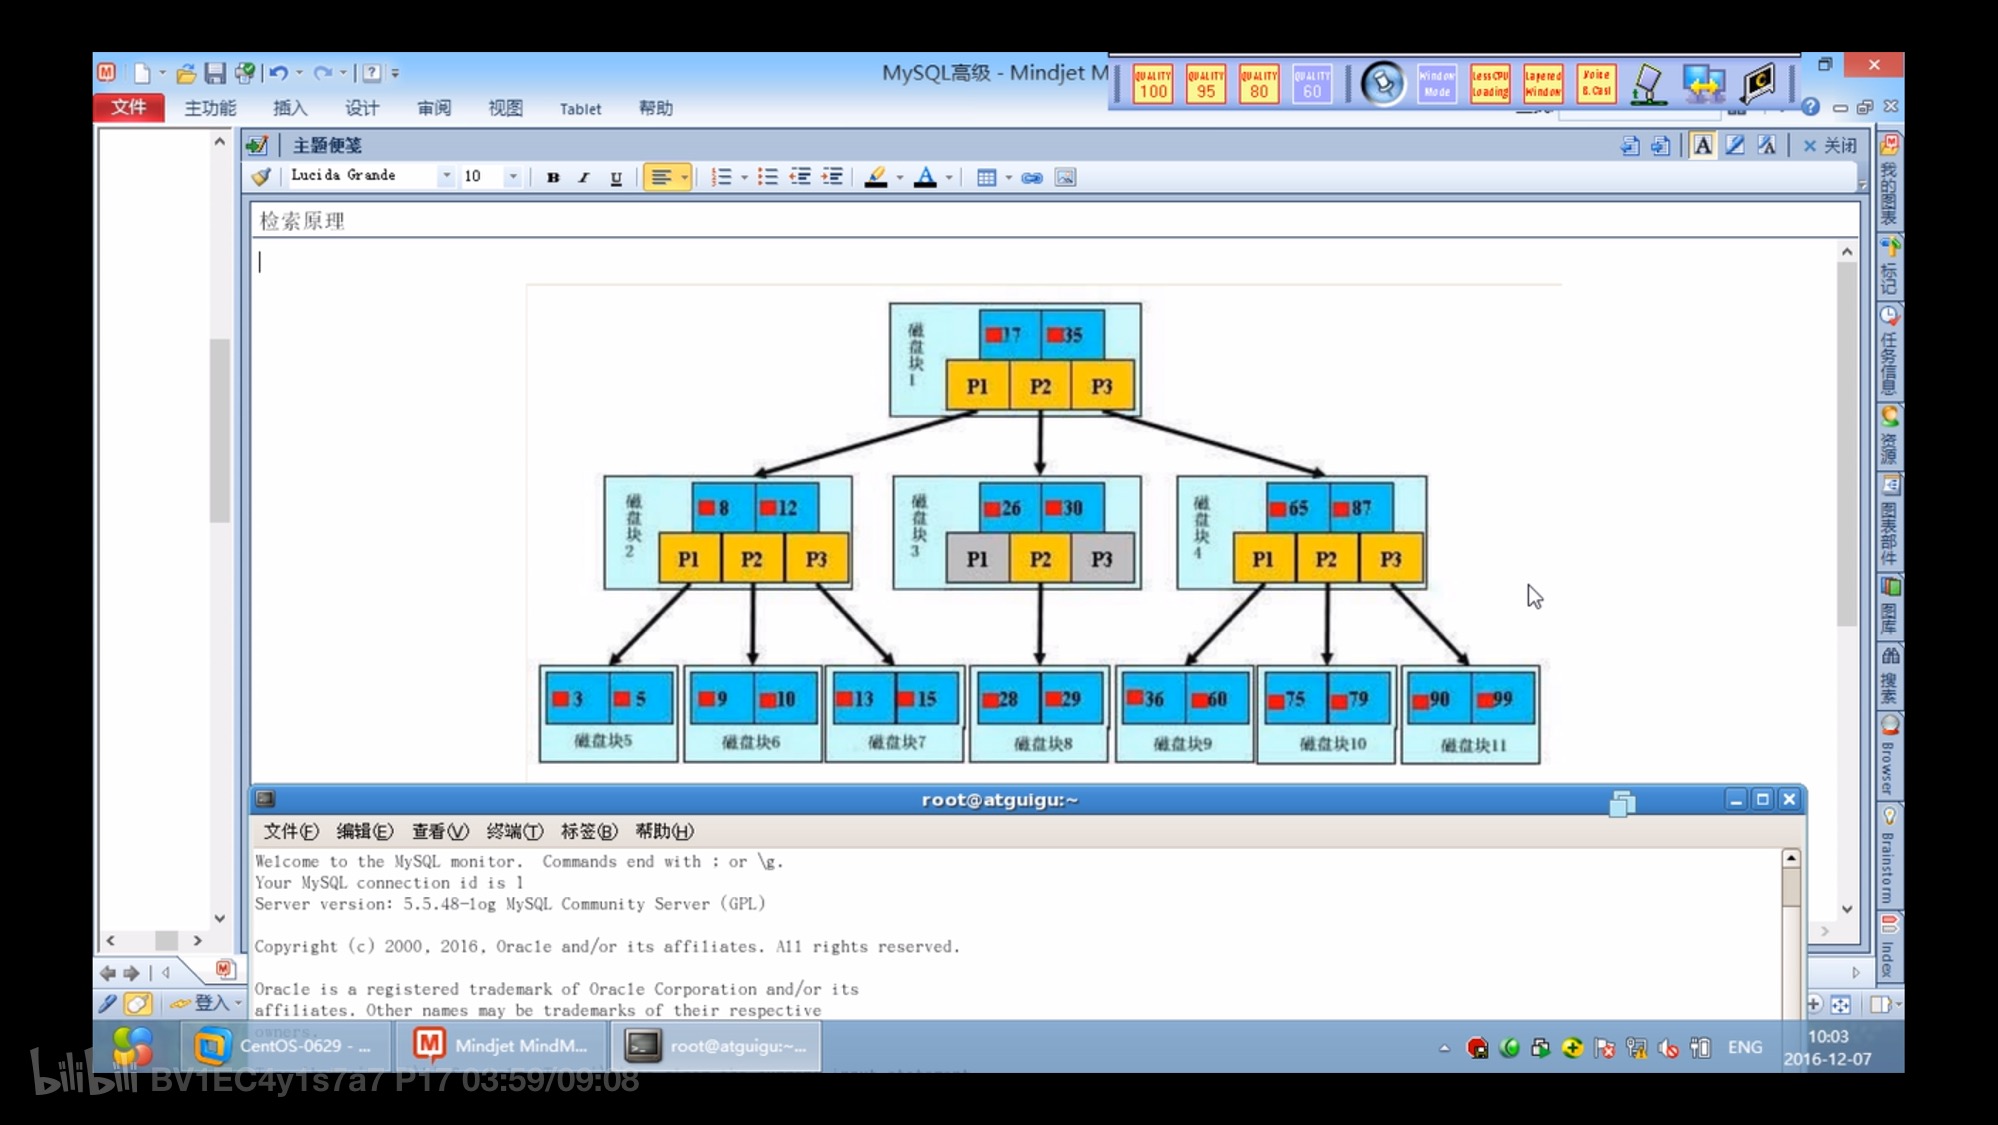 MySQL高级 - Mindjet M
QUALITY 100
QUALITY 95
QUALITY 80
QUALITY 60
Window Mode
LessCPU Loading
Layered Window
Voice B.Cast
文件 主功能 插入 设计 审阅 视图 Tablet 帮助
主题便笺
关闭
Lucida Grande 10 B I U
检索原理
磁盘块1
17 35
P1 P2 P3
磁盘块2
8 12
P1 P2 P3
磁盘块3
26 30
P1 P2 P3
磁盘块4
65 87
P1 P2 P3
3 5 9 10 13 15 28 29 36 60 75 79 90 99
磁盘块5 磁盘块6 磁盘块7 磁盘块8 磁盘块9 磁盘块10 磁盘块11
我的图表
标记
任务信息
资源
图表部件
图库
搜索
Browser
Brainstorm
Index
root@atguigu:~
文件(F) 编辑(E) 查看(V) 终端(T) 标签(B) 帮助(H)
Welcome to the MySQL monitor.  Commands end with ; or \g.
Your MySQL connection id is 1
Server version: 5.5.48-log MySQL Community Server (GPL)
Copyright (c) 2000, 2016, Oracle and/or its affiliates. All rights reserved.
Oracle is a registered trademark of Oracle Corporation and/or its
affiliates. Other names may be trademarks of their respective
owners.
登入
CentOS-0629 - ...
Mindjet MindM...
root@atguigu:~...
ENG
10:03
2016-12-07
bilibili BV1EC4y1s7a7 P17 03:59/09:08